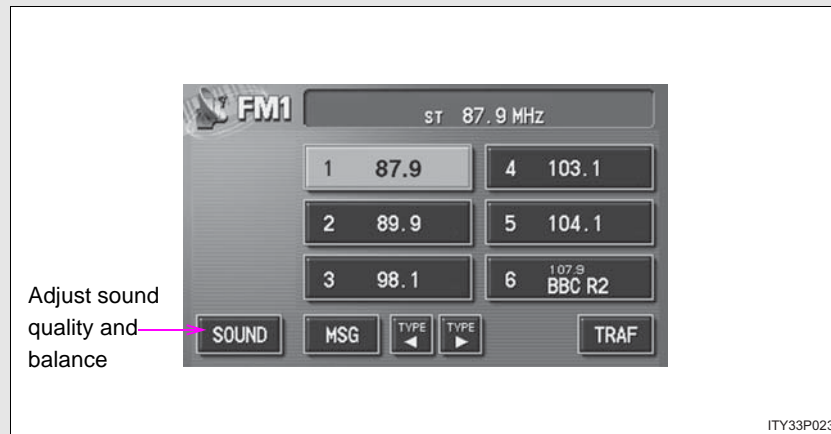 FM1
ST 87.9 MHz
1 87.9
4 103.1
2 89.9
5 104.1
3 98.1
6 107.9 BBC R2
Adjust sound
quality and
balance
SOUND
MSG
TYPE ◀
TYPE ▶
TRAF
ITY33P023